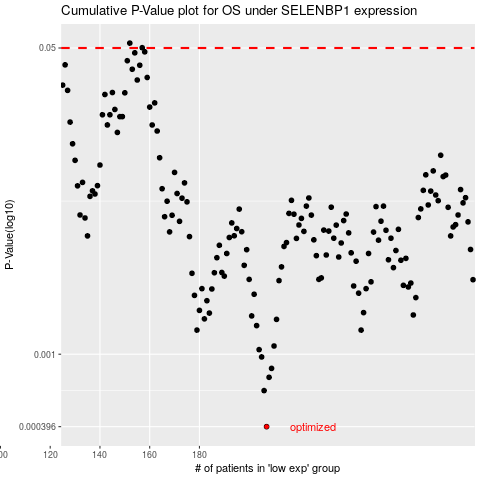 Cumulative P-Value plot for OS under SELENBP1 expression
0.05
P-Value(log10)
0.001
optimized
0.000396
00 120 140 160 180
# of patients in 'low exp' group